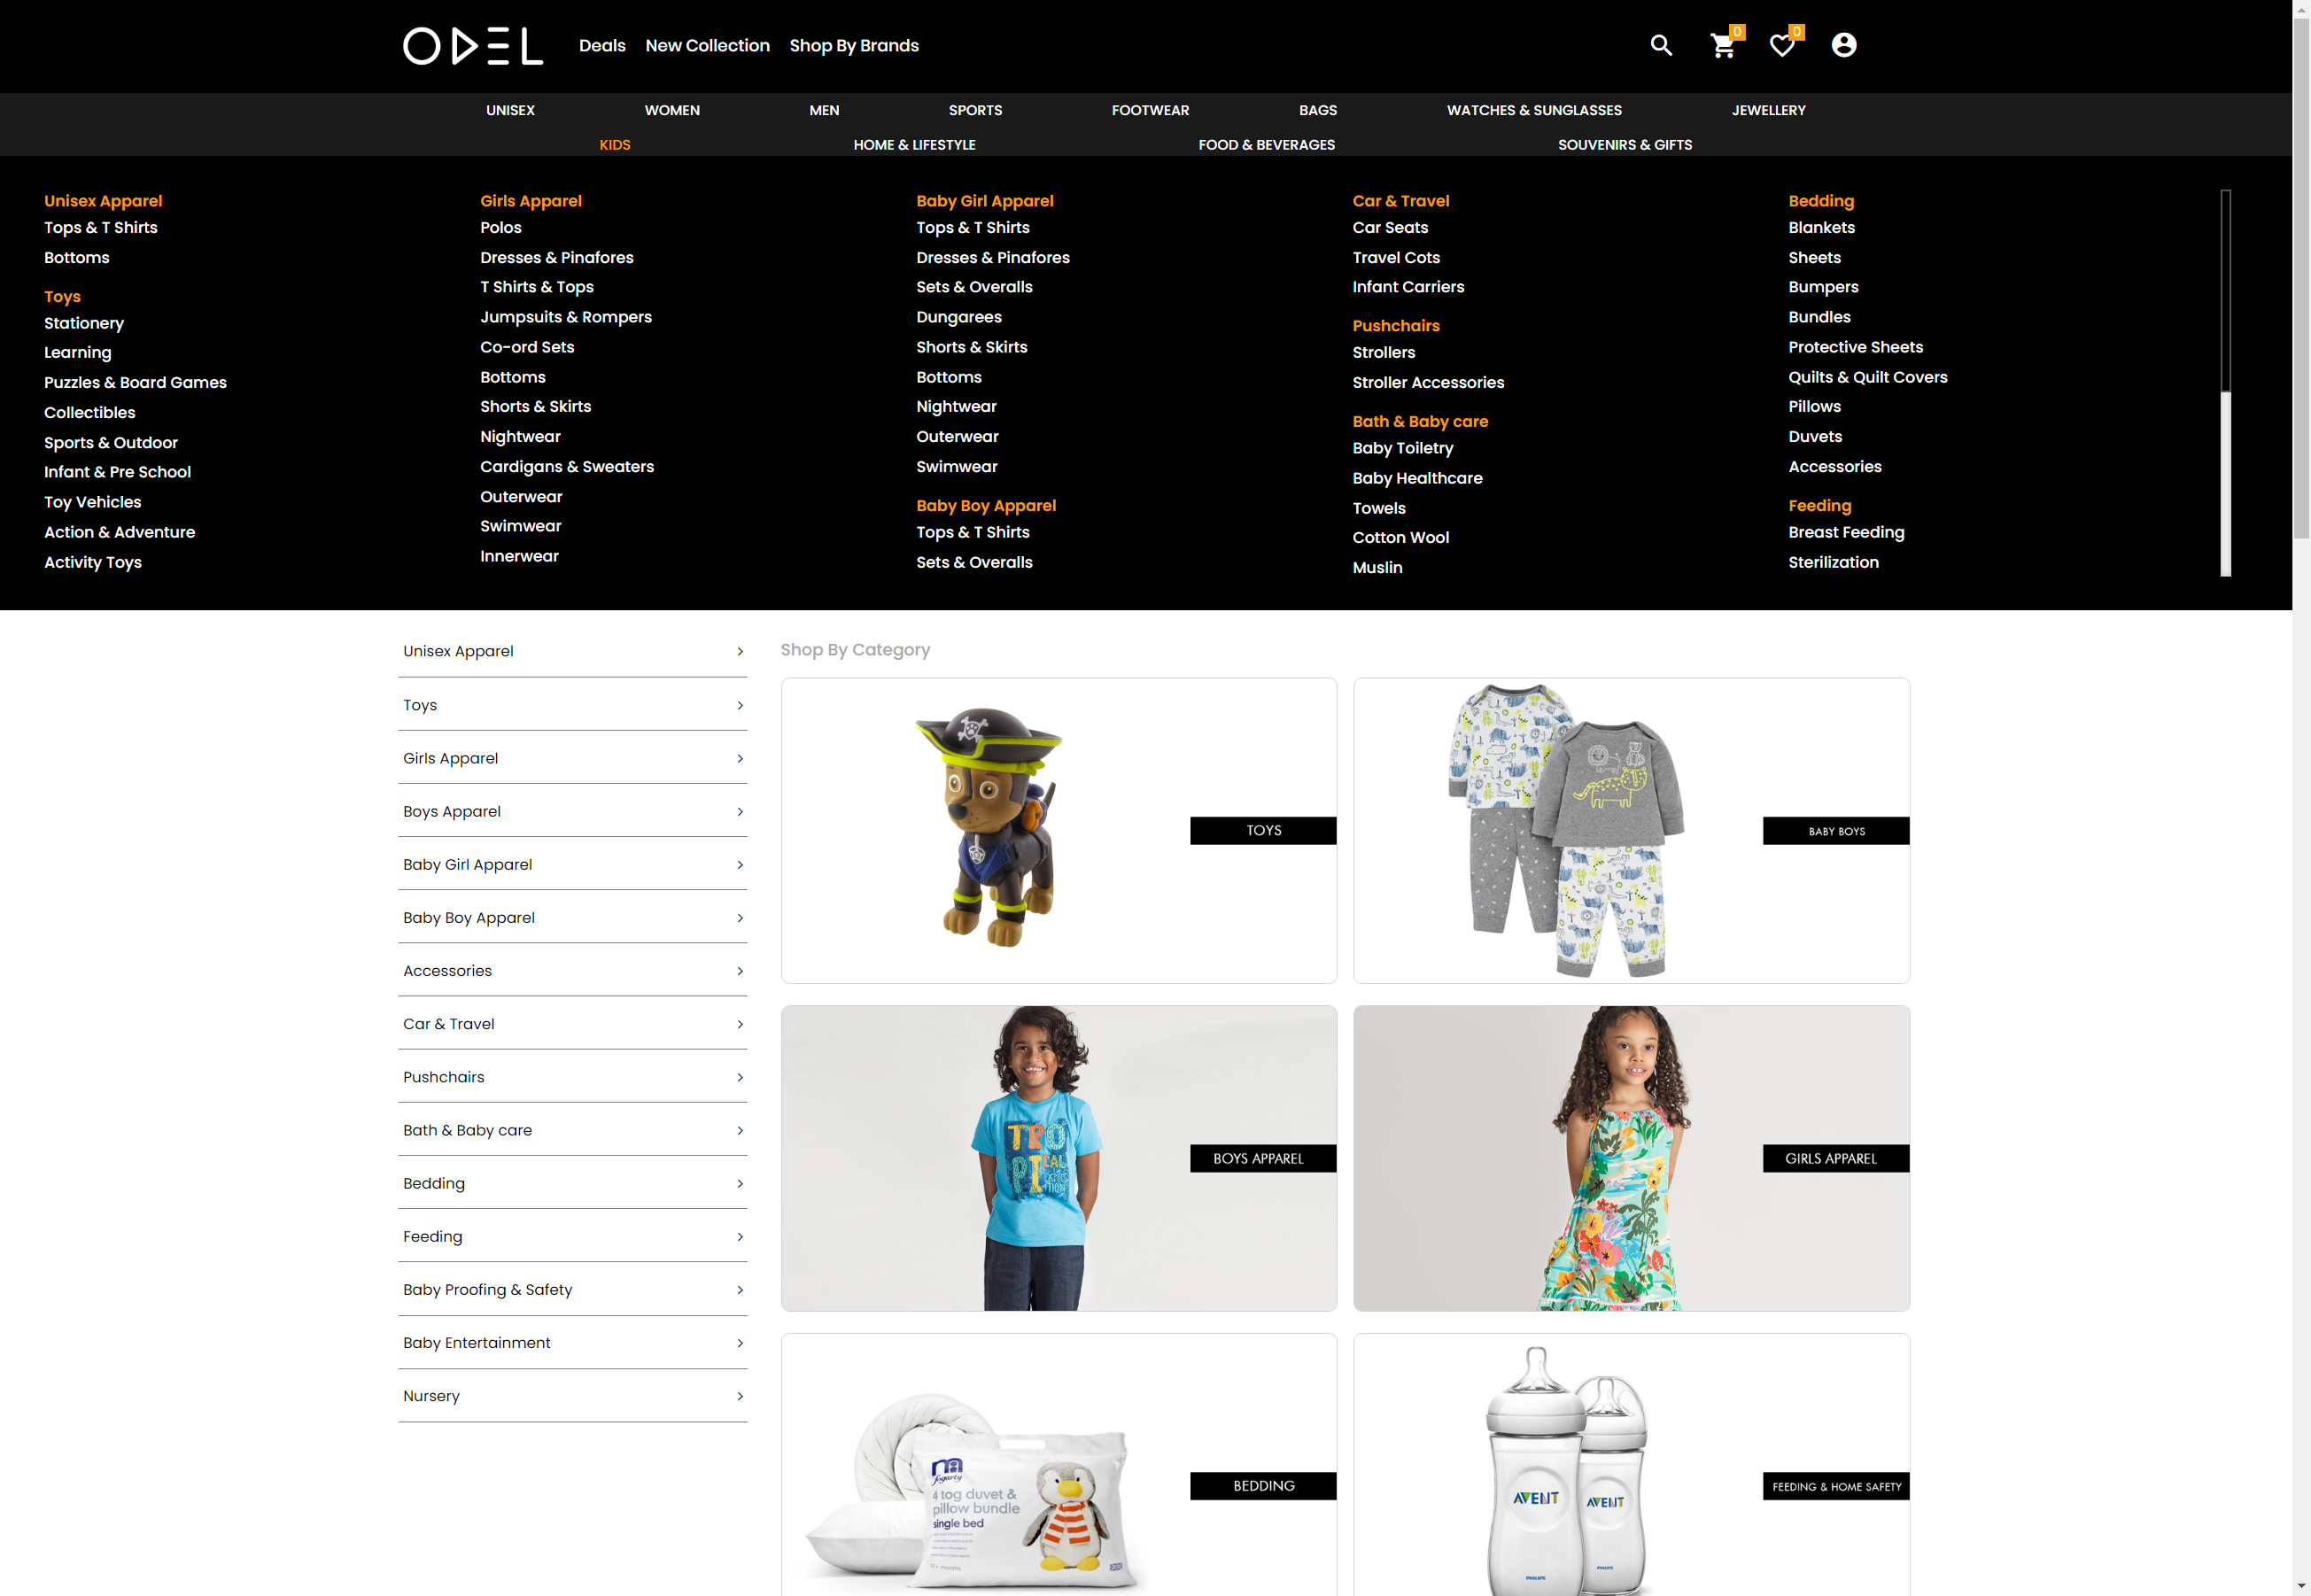 ODEL
Deals New Collection Shop By Brands
0 0
UNISEX WOMEN MEN SPORTS FOOTWEAR BAGS WATCHES & SUNGLASSES JEWELLERY
KIDS HOME & LIFESTYLE FOOD & BEVERAGES SOUVENIRS & GIFTS
Unisex Apparel
Tops & T Shirts
Bottoms
Toys
Stationery
Learning
Puzzles & Board Games
Collectibles
Sports & Outdoor
Infant & Pre School
Toy Vehicles
Action & Adventure
Activity Toys
Girls Apparel
Polos
Dresses & Pinafores
T Shirts & Tops
Jumpsuits & Rompers
Co-ord Sets
Bottoms
Shorts & Skirts
Nightwear
Cardigans & Sweaters
Outerwear
Swimwear
Innerwear
Baby Girl Apparel
Tops & T Shirts
Dresses & Pinafores
Sets & Overalls
Dungarees
Shorts & Skirts
Bottoms
Nightwear
Outerwear
Swimwear
Baby Boy Apparel
Tops & T Shirts
Sets & Overalls
Car & Travel
Car Seats
Travel Cots
Infant Carriers
Pushchairs
Strollers
Stroller Accessories
Bath & Baby care
Baby Toiletry
Baby Healthcare
Towels
Cotton Wool
Muslin
Bedding
Blankets
Sheets
Bumpers
Bundles
Protective Sheets
Quilts & Quilt Covers
Pillows
Duvets
Accessories
Feeding
Breast Feeding
Sterilization
Unisex Apparel
Toys
Girls Apparel
Boys Apparel
Baby Girl Apparel
Baby Boy Apparel
Accessories
Car & Travel
Pushchairs
Bath & Baby care
Bedding
Feeding
Baby Proofing & Safety
Baby Entertainment
Nursery
Shop By Category
TOYS
BABY BOYS
TRO
PICAL
BOYS APPAREL
GIRLS APPAREL
fogarty
4 tog duvet &
pillow bundle
single bed
BEDDING
AVENT
AVENT
PHILIPS
PHILIPS
FEEDING & HOME SAFETY